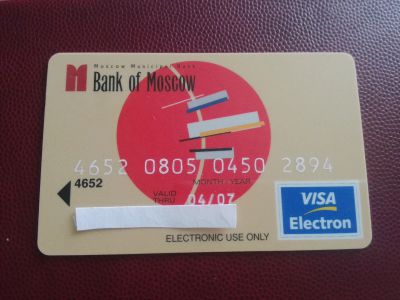 Moscow Municipal Bank
Bank of Moscow
4652 0805 0450 2894
4652
MONTH YEAR
VALID
THRU 04/07
VISA
Electron
ELECTRONIC USE ONLY